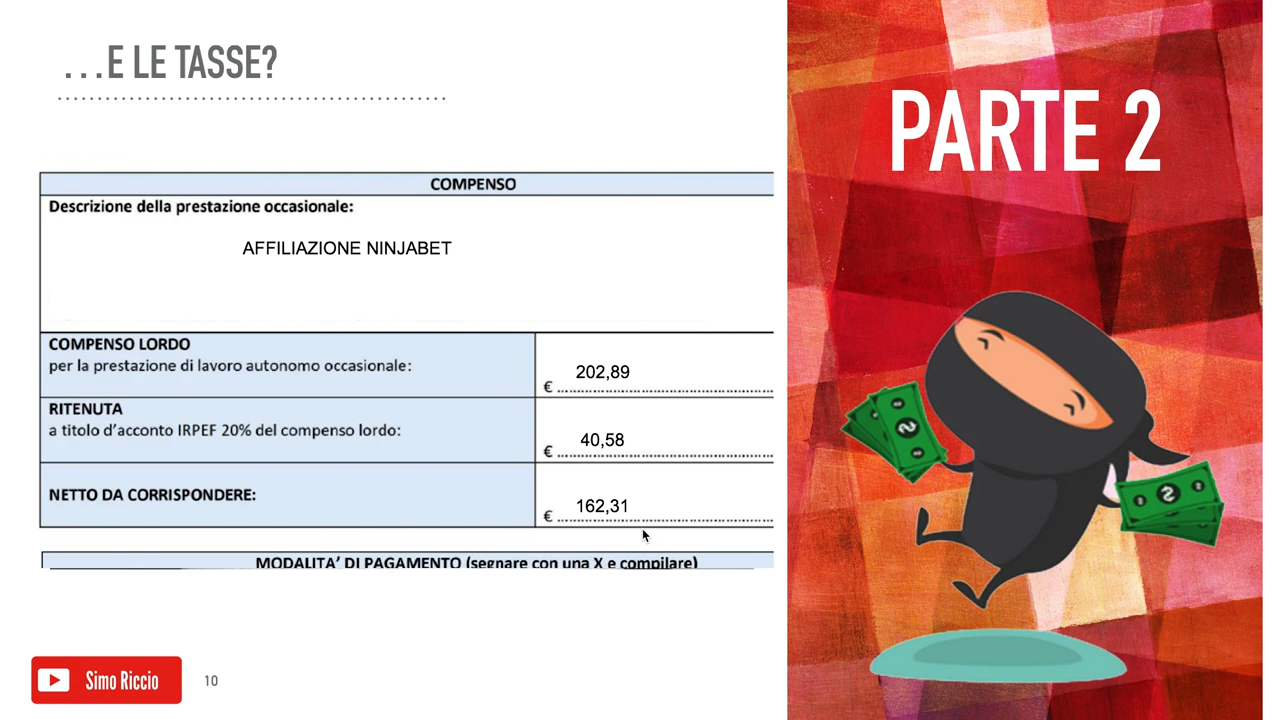 ...E LE TASSE?
PARTE 2
COMPENSO
Descrizione della prestazione occasionale:
AFFILIAZIONE NINJABET
COMPENSO LORDO
per la prestazione di lavoro autonomo occasionale:
€ 202,89
RITENUTA
a titolo d'acconto IRPEF 20% del compenso lordo:
€ 40,58
NETTO DA CORRISPONDERE:
€ 162,31
MODALITA' DI PAGAMENTO (segnare con una X e compilare)
Simo Riccio
10